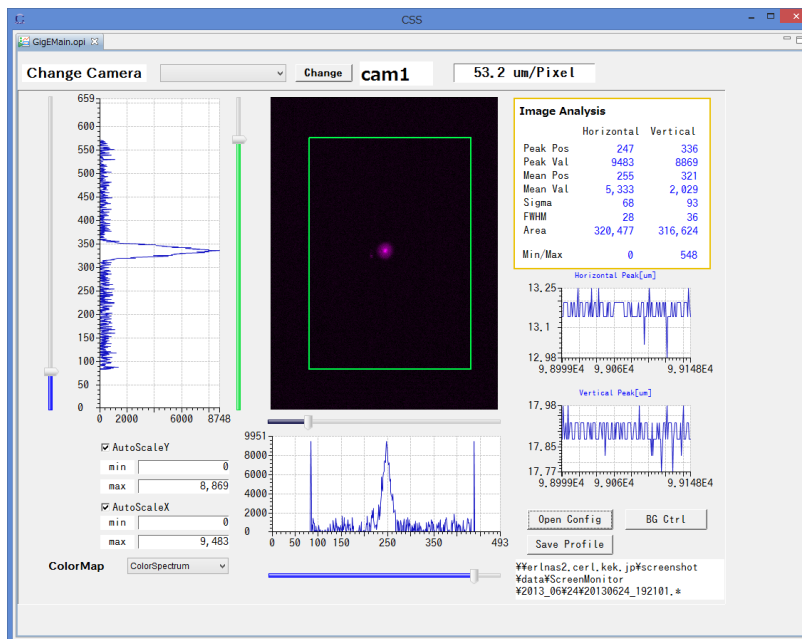 CSS
GigEMain.opi
Change Camera
Change
cam1
53.2 um/Pixel
659
600
550
500
450
400
350
300
250
200
150
100
50
0
0 2000 6000 8748
Image Analysis
Horizontal Vertical
Peak Pos 247 336
Peak Val 9483 8869
Mean Pos 255 321
Mean Val 5,333 2,029
Sigma 68 93
FWHM 28 36
Area 320,477 316,624
Min/Max 0 548
Horizontal Peak[um]
13,25
13,1
12,98
9,8999E4 9,906E4 9,9148E4
Vertical Peak[um]
17,98
17,85
17,77
9,8999E4 9,906E4 9,9148E4
AutoScaleY
min 0
max 8,869
AutoScaleX
min 0
max 9,483
ColorMap
ColorSpectrum
9951
8000
6000
4000
2000
0
0 50 100 150 250 350 493
Open Config
BG Ctrl
Save Profile
¥¥erlnas2.cerl.kek.jp¥screenshot
¥data¥ScreenMonitor
¥2013_06¥24¥20130624_192101.*